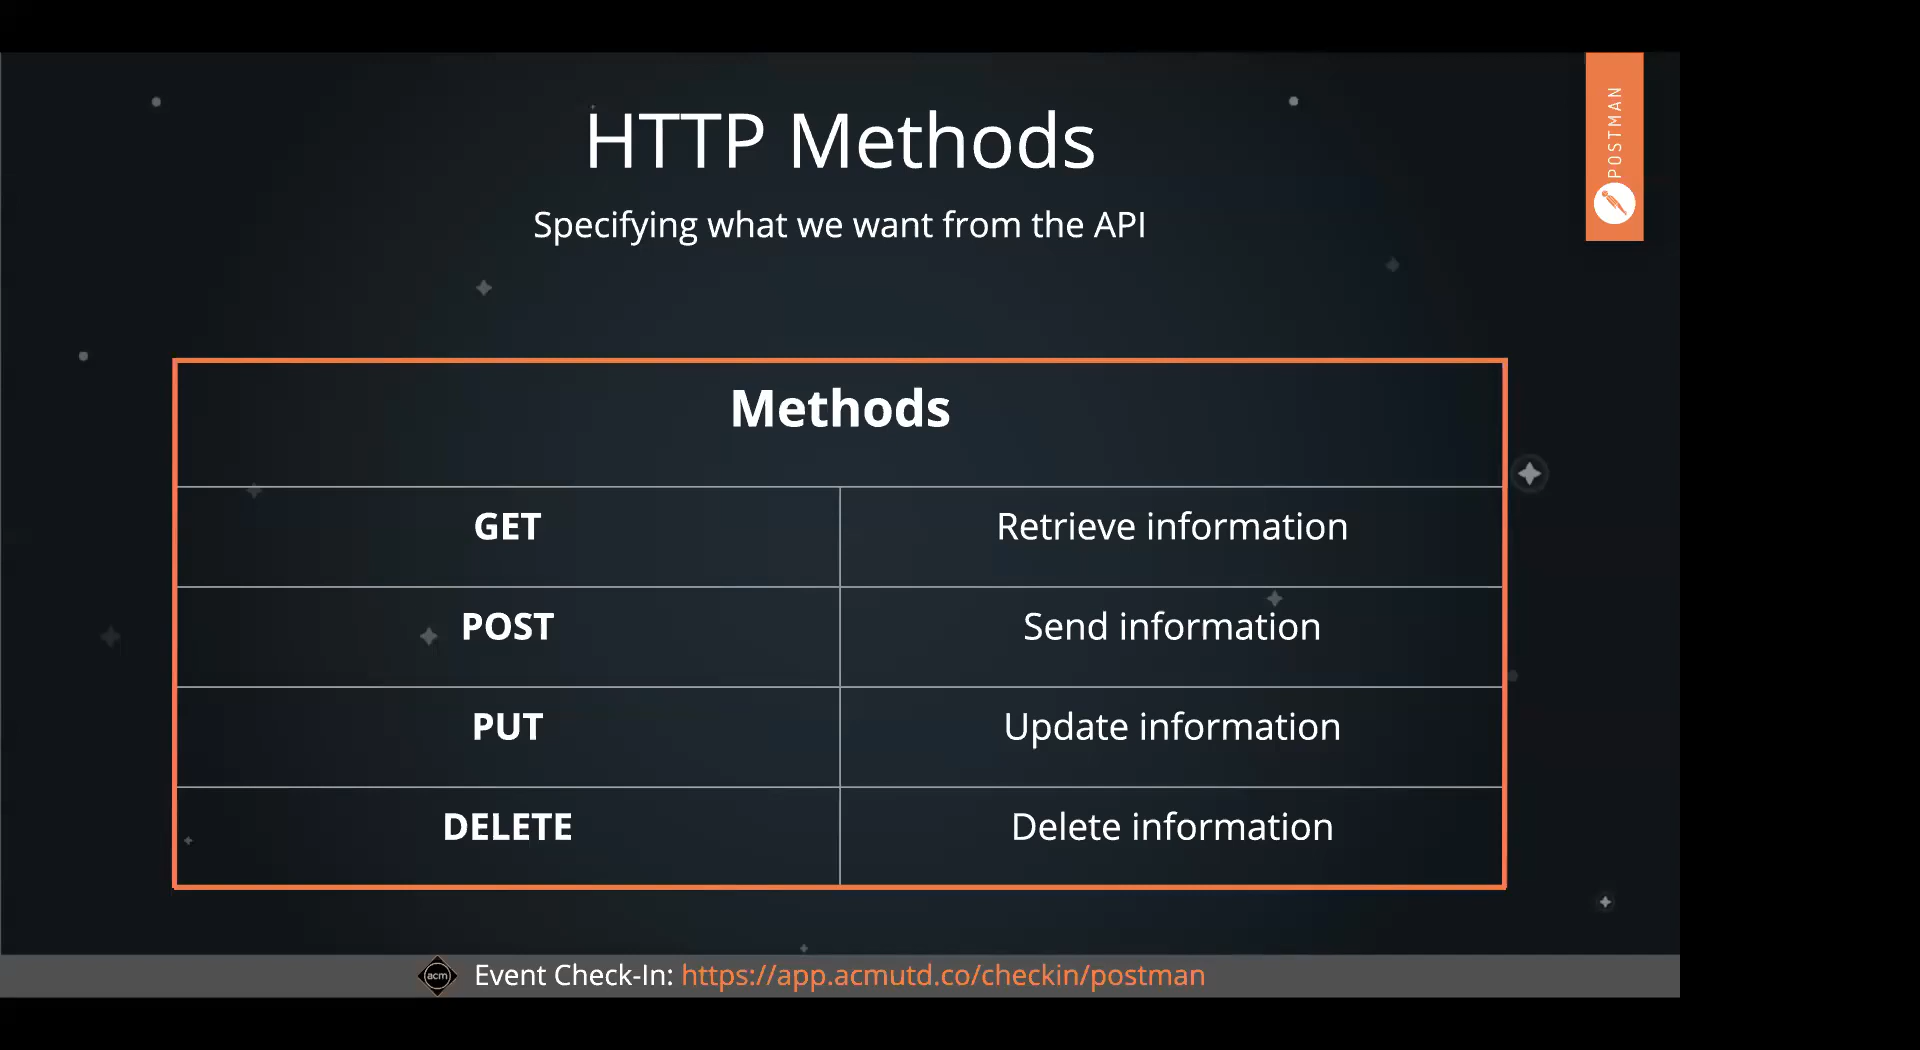 HTTP Methods
Specifying what we want from the API
POSTMAN
Methods
GET Retrieve information
POST Send information
PUT Update information
DELETE Delete information
acm Event Check-In: https://app.acmutd.co/checkin/postman